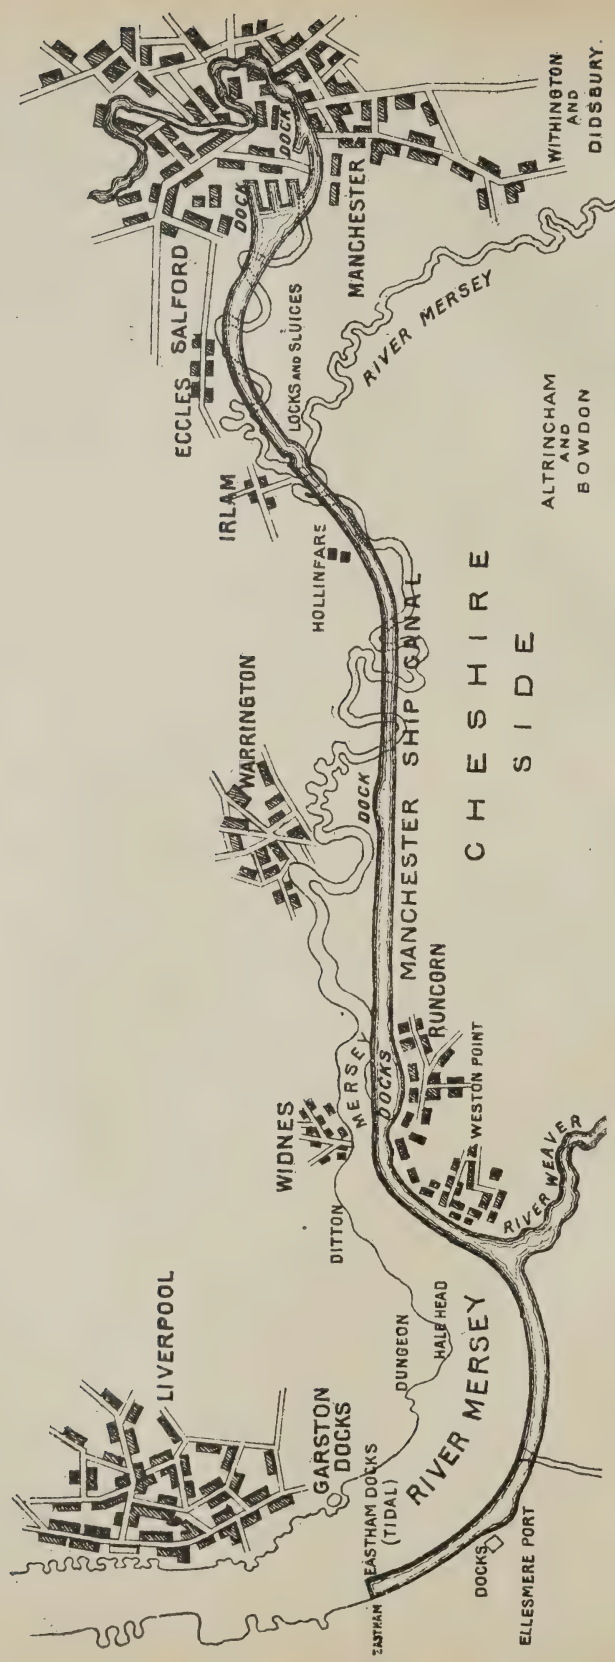 LIVERPOOL
GARSTON
DOCKS
EASTHAM
EASTHAM DOCKS
(TIDAL)
RIVER MERSEY
DOCKS
ELLESMERE PORT
DUNGEON
HALE HEAD
DITTON
WIDNES
MERSEY
DOCKS
RUNCORN
WESTON POINT
RIVER WEAVER
WARRINGTON
DOCK
MANCHESTER SHIP CANAL
CHESHIRE
SIDE
HOLLINFARE
IRLAM
LOCKS AND SLUICES
ECCLES
SALFORD
DOCK
DOCK
MANCHESTER
RIVER MERSEY
ALTRINCHAM
AND
BOWDON
WITHINGTON
AND
DIDSBURY.